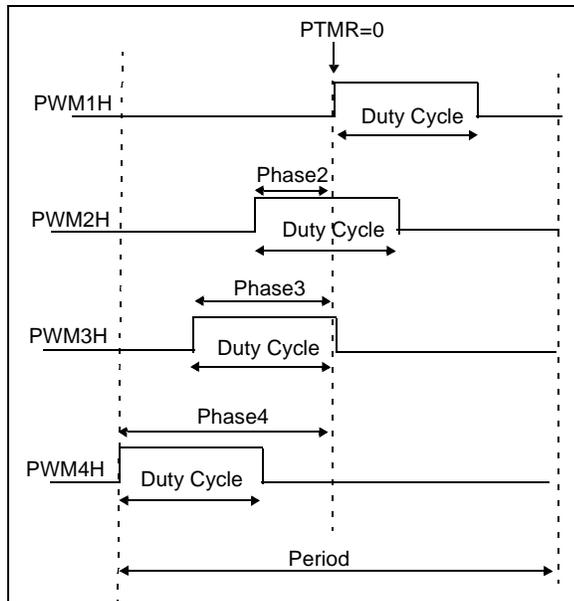 PTMR=0
PWM1H
Duty Cycle
Phase2
PWM2H
Duty Cycle
Phase3
PWM3H
Duty Cycle
Phase4
PWM4H
Duty Cycle
Period